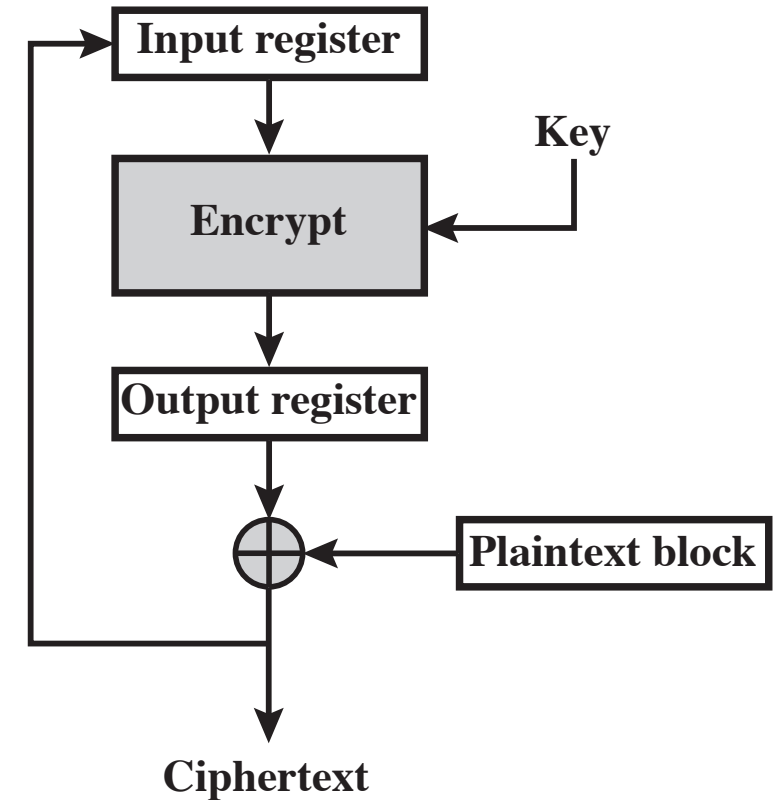 Input register
Key
Encrypt
Output register
Plaintext block
Ciphertext